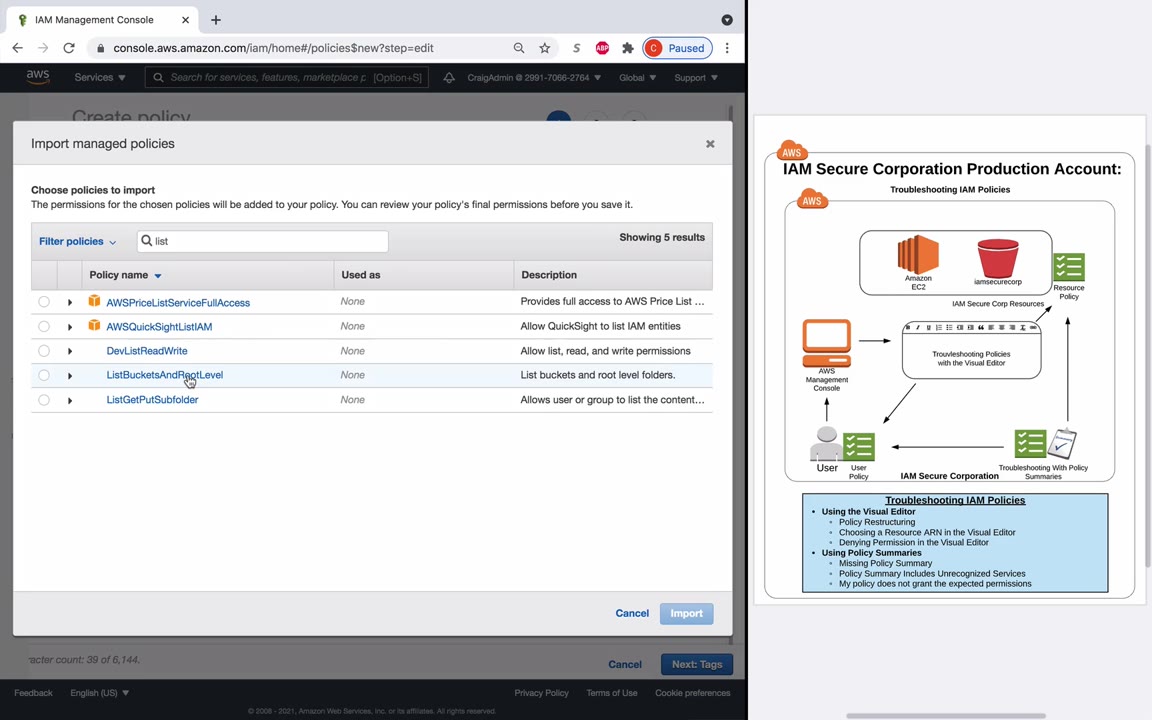 IAM Management Console
console.aws.amazon.com/iam/home#/policies$new?step=edit
S
ABP
C Paused
aws Services Search for services, features, marketplace p [Option+S] CraigAdmin @ 2991-7066-2764 Global Support
Create policy
Import managed policies
Choose policies to import
The permissions for the chosen policies will be added to your policy. You can review your policy's final permissions before you save it.
Filter policies list Showing 5 results
Policy name Used as Description
AWSPriceListServiceFullAccess None Provides full access to AWS Price List ...
AWSQuickSightListIAM None Allow QuickSight to list IAM entities
DevListReadWrite None Allow list, read, and write permissions
ListBucketsAndRootLevel None List buckets and root level folders.
ListGetPutSubfolder None Allows user or group to list the content...
Cancel Import
racter count: 39 of 6,144.
Cancel Next: Tags
Feedback English (US) Privacy Policy Terms of Use Cookie preferences
© 2008 - 2021, Amazon Web Services, Inc. or its affiliates. All rights reserved.
AWS
IAM Secure Corporation Production Account:
Troubleshooting IAM Policies
AWS
Amazon
EC2
iamsecurecorp
Resource
Policy
IAM Secure Corp Resources
Trouvleshooting Policies
with the Visual Editor
AWS
Management
Console
User
User
Policy
IAM Secure Corporation
Troubleshooting With Policy
Summaries
Troubleshooting IAM Policies
• Using the Visual Editor
Policy Restructuring
Choosing a Resource ARN in the Visual Editor
Denying Permission in the Visual Editor
• Using Policy Summaries
Missing Policy Summary
Policy Summary Includes Unrecognized Services
My policy does not grant the expected permissions